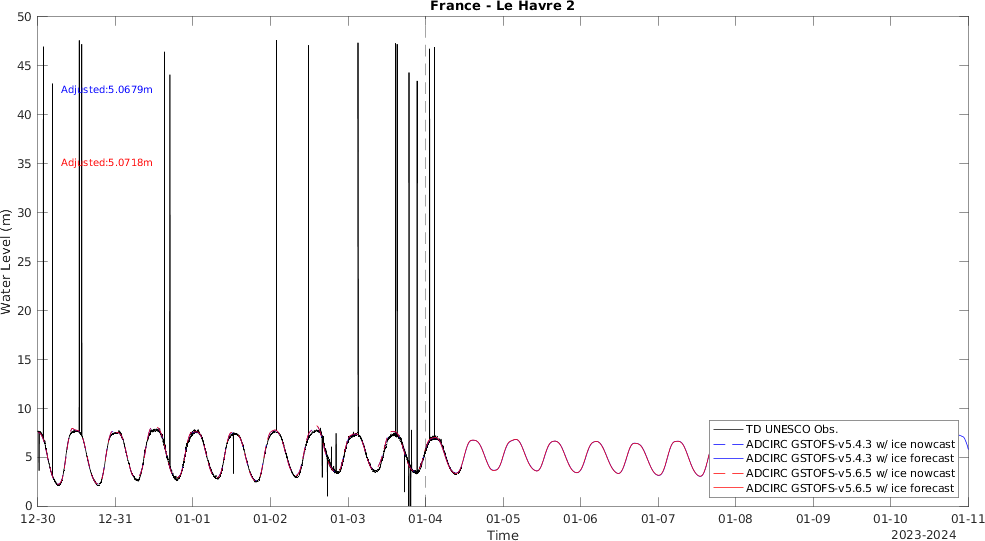 France - Le Havre 2
50
45
40
35
30
25
20
15
10
5
0
Water Level (m)
Adjusted:5.0679m
Adjusted:5.0718m
TD UNESCO Obs.
ADCIRC GSTOFS-v5.4.3 w/ ice nowcast
ADCIRC GSTOFS-v5.4.3 w/ ice forecast
ADCIRC GSTOFS-v5.6.5 w/ ice nowcast
ADCIRC GSTOFS-v5.6.5 w/ ice forecast
12-30 12-31 01-01 01-02 01-03 01-04 01-05 01-06 01-07 01-08 01-09 01-10 01-11
Time
2023-2024